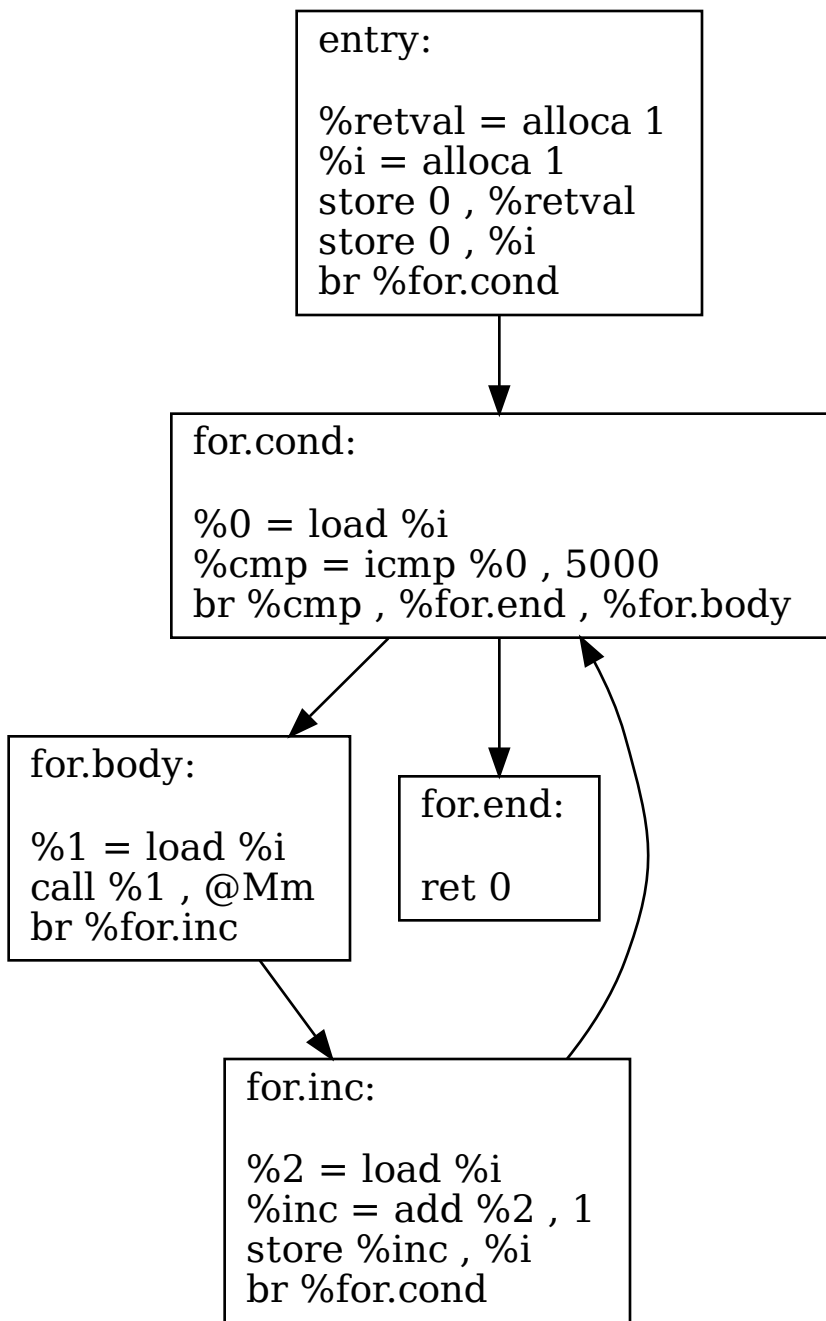 entry:
%retval = alloca 1
%i = alloca 1
store 0 , %retval
store 0 , %i
br %for.cond
for.cond:
%0 = load %i
%cmp = icmp %0 , 5000
br %cmp , %for.end , %for.body
for.body:
%1 = load %i
call %1 , @Mm
br %for.inc
for.end:
ret 0
for.inc:
%2 = load %i
%inc = add %2 , 1
store %inc , %i
br %for.cond